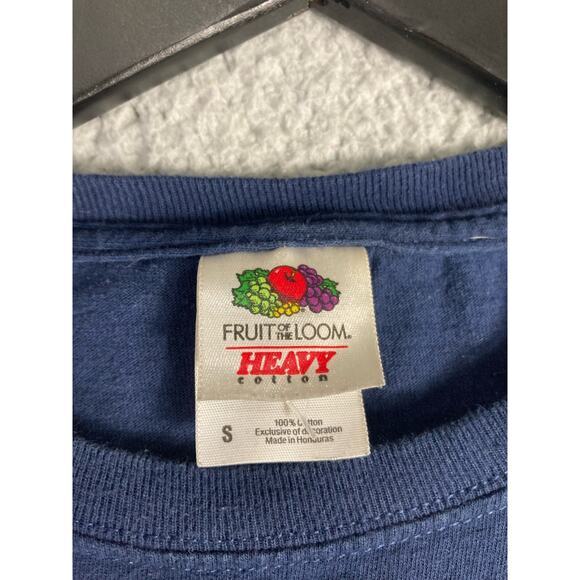 FRUIT OF THE LOOM®
HEAVY
cotton
S
100% Cotton
Exclusive of decoration
Made in Honduras